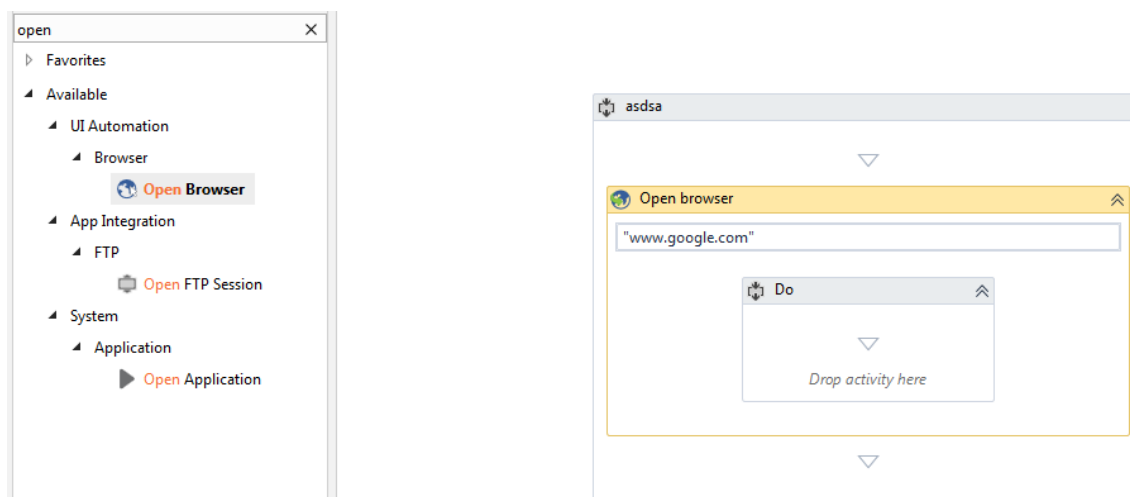 open
Favorites
Available
UI Automation
Browser
Open Browser
App Integration
FTP
Open FTP Session
System
Application
Open Application
asdsa
Open browser
"www.google.com"
Do
Drop activity here